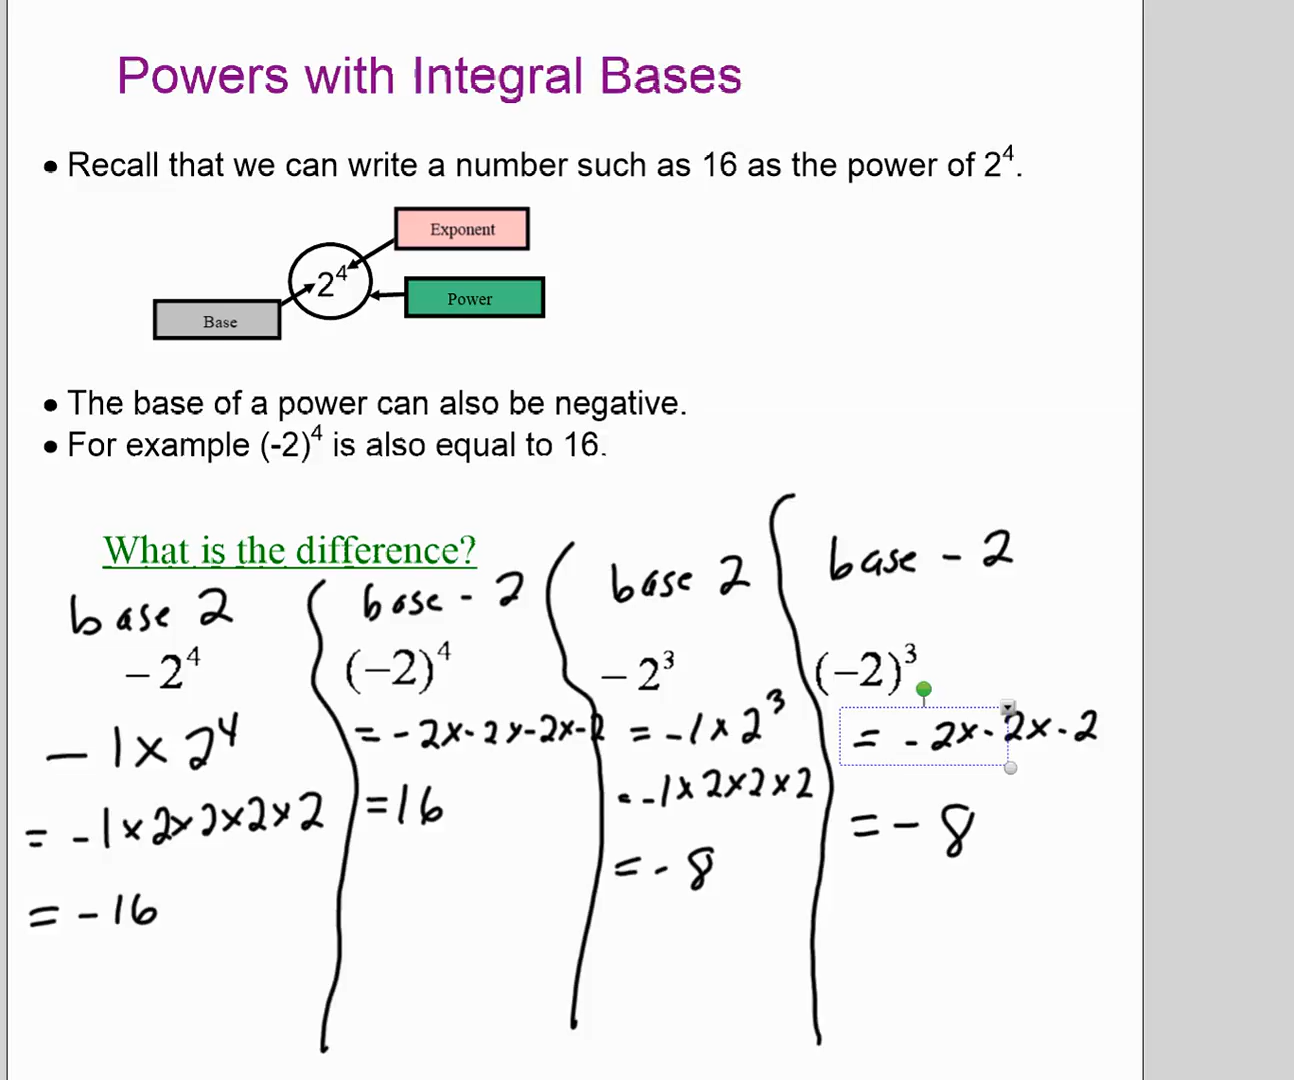 Powers with Integral Bases
• Recall that we can write a number such as 16 as the power of 2⁴.
Exponent
2⁴
Power
Base
• The base of a power can also be negative.
• For example (-2)⁴ is also equal to 16.
What is the difference?
base 2
−2⁴
− 1 × 2⁴
= -1 × 2 × 2 × 2 × 2
= -16
base - 2
(−2)⁴
= - 2 x - 2 x - 2 x - 2
= 16
base 2
− 2³
= -1 × 2³
= -1 × 2 × 2 × 2
= - 8
base - 2
(−2)³
= - 2 x - 2 x - 2
= - 8